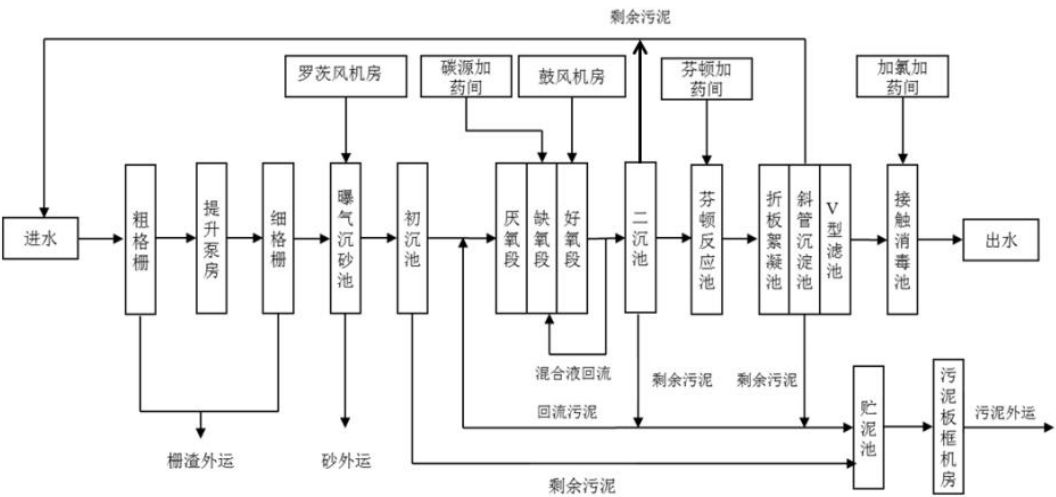 剩余污泥
罗茨风机房
碳源加
药间
鼓风机房
芬顿加
药间
加氯加
药间
进水
粗格栅
提升泵房
细格栅
曝气沉砂池
初沉池
厌氧段
缺氧段
好氧段
二沉池
芬顿反应池
折板絮凝池
斜管沉淀池
V型滤池
接触消毒池
出水
混合液回流
剩余污泥
剩余污泥
回流污泥
贮泥池
污泥板框机房
污泥外运
栅渣外运
砂外运
剩余污泥